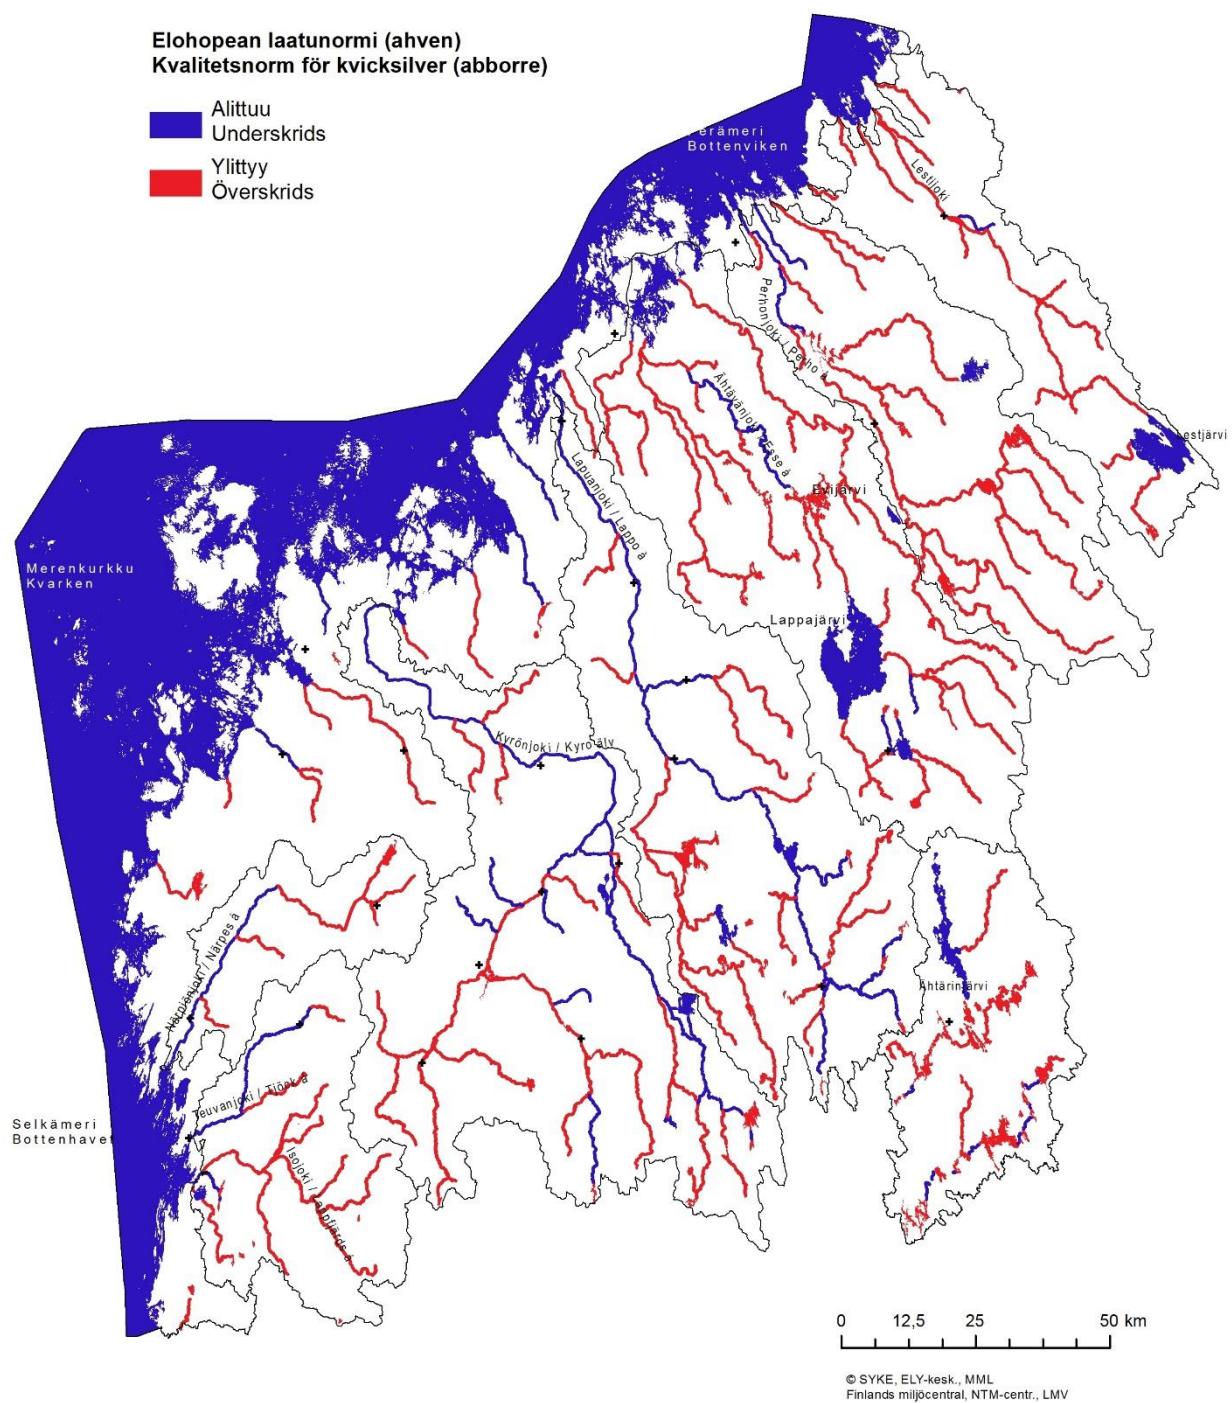 Elohopean laatunormi (ahven)
Kvalitetsnorm för kvicksilver (abborre)
Alittuu
Underskrids
Ylittyy
Överskrids
Perämeri
Bottenviken
Lestijoki
Perhonjoki / Perho å
Ähtävänjoki / Esse å
Lestjärvi
Evijärvi
Lapuanjoki / Lappo å
Merenkurkku
Kvarken
Lappajärvi
Kyrönjoki / Kyro älv
Närpiönjoki / Närpes å
Ähtärinjärvi
Teuvanjoki / Tjöck å
Selkämeri
Bottenhavet
Isojoki / Lappfjärds å
0 12,5 25 50 km
© SYKE, ELY-kesk., MML
Finlands miljöcentral, NTM-centr., LMV